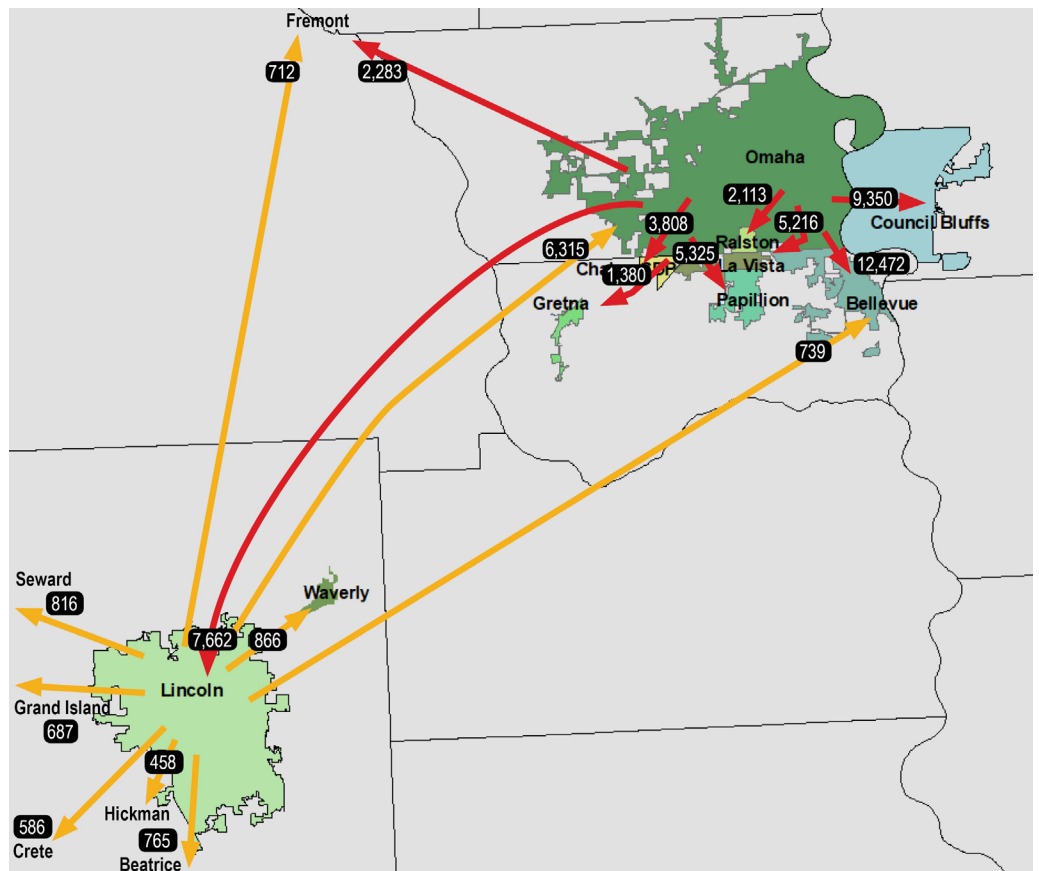 Fremont
712
2,283
Omaha
2,113
9,350
3,808
5,216
Council Bluffs
6,315
5,325
Ralston
La Vista
12,472
1,380
Gretna
Papillion
Bellevue
739
Seward
816
Waverly
7,662
866
Lincoln
Grand Island
687
458
Hickman
586
Crete
765
Beatrice